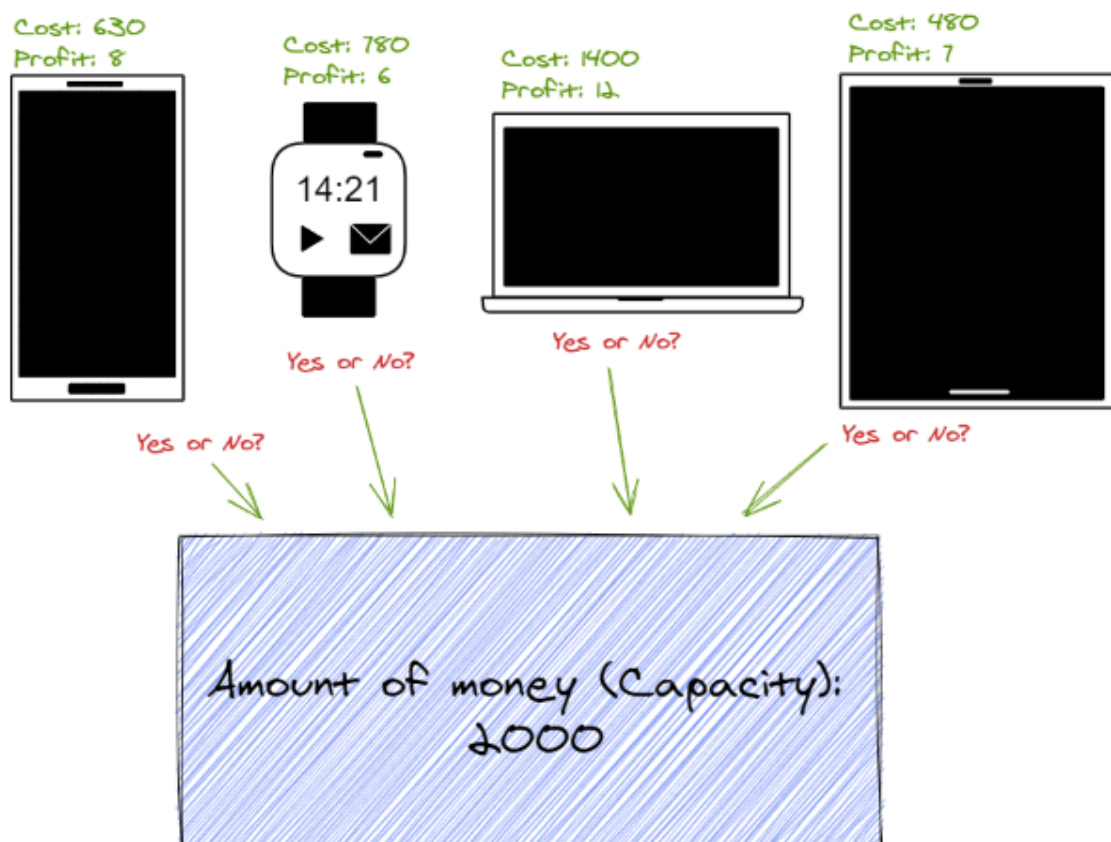 Cost: 630
Profit: 8
Cost: 780
Profit: 6
Cost: 1400
Profit: 12
Cost: 480
Profit: 7
14:21
Yes or No?
Yes or No?
Yes or No?
Yes or No?
Amount of money (Capacity):
2000